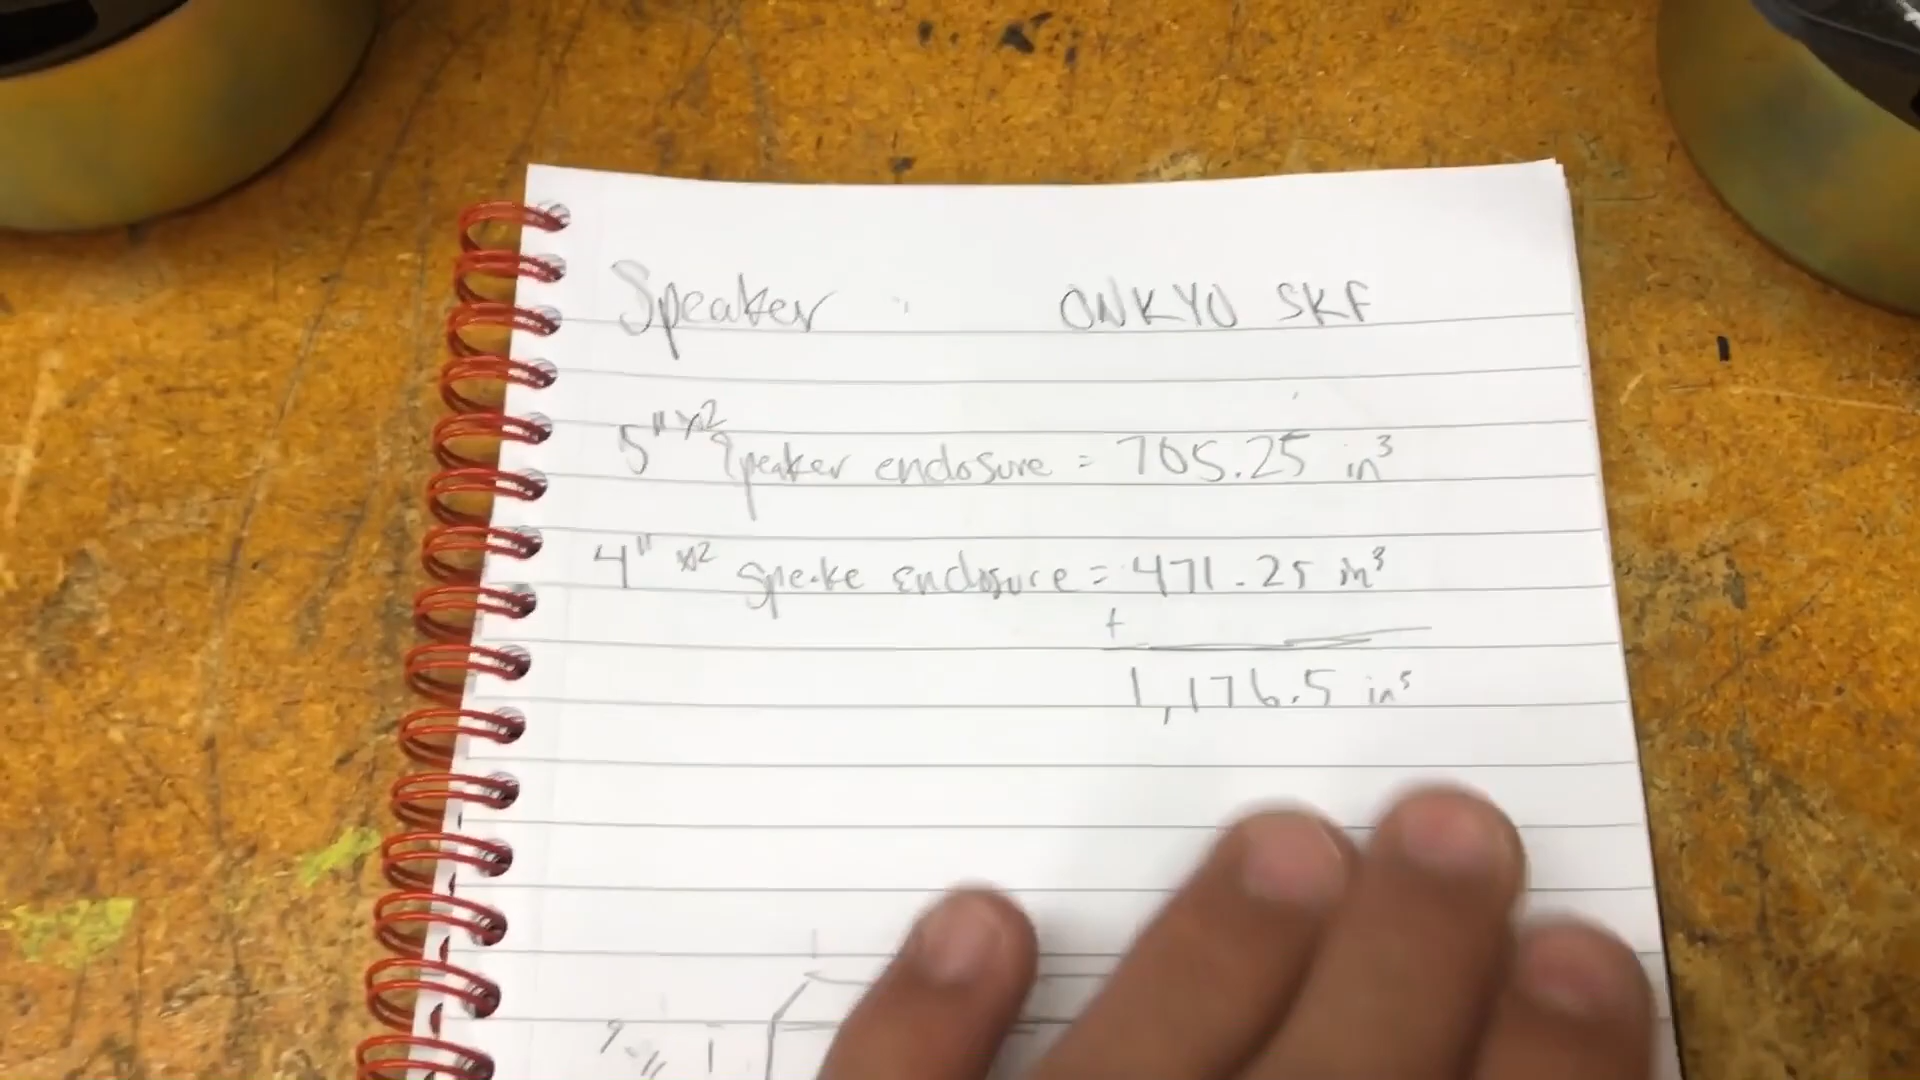 Speaker : ONKYO SKF
5" x2 Speaker enclosure = 705.25 in³
4" x2 Speake enclosure = 471.25 in³
+
1,176.5 in³